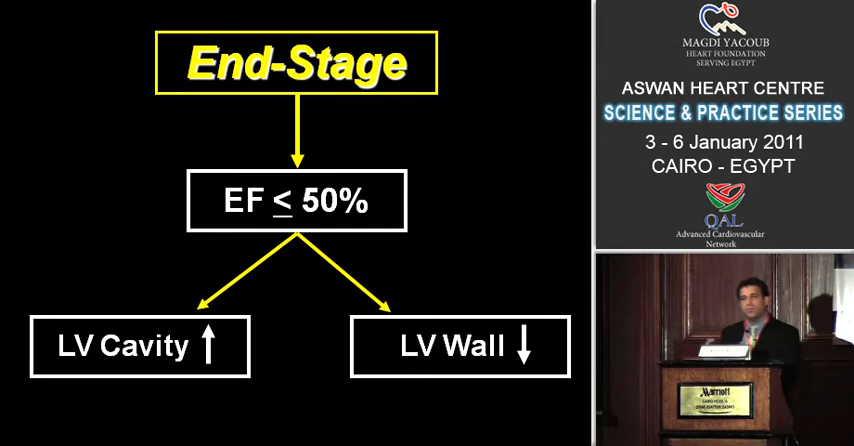 End-Stage
EF ≤ 50%
LV Cavity ↑
LV Wall ↓
MAGDI YACOUB
HEART FOUNDATION
SERVING EGYPT
ASWAN HEART CENTRE
SCIENCE & PRACTICE SERIES
3 - 6 January 2011
CAIRO - EGYPT
QAL
Advanced Cardiovascular
Network
Marriott